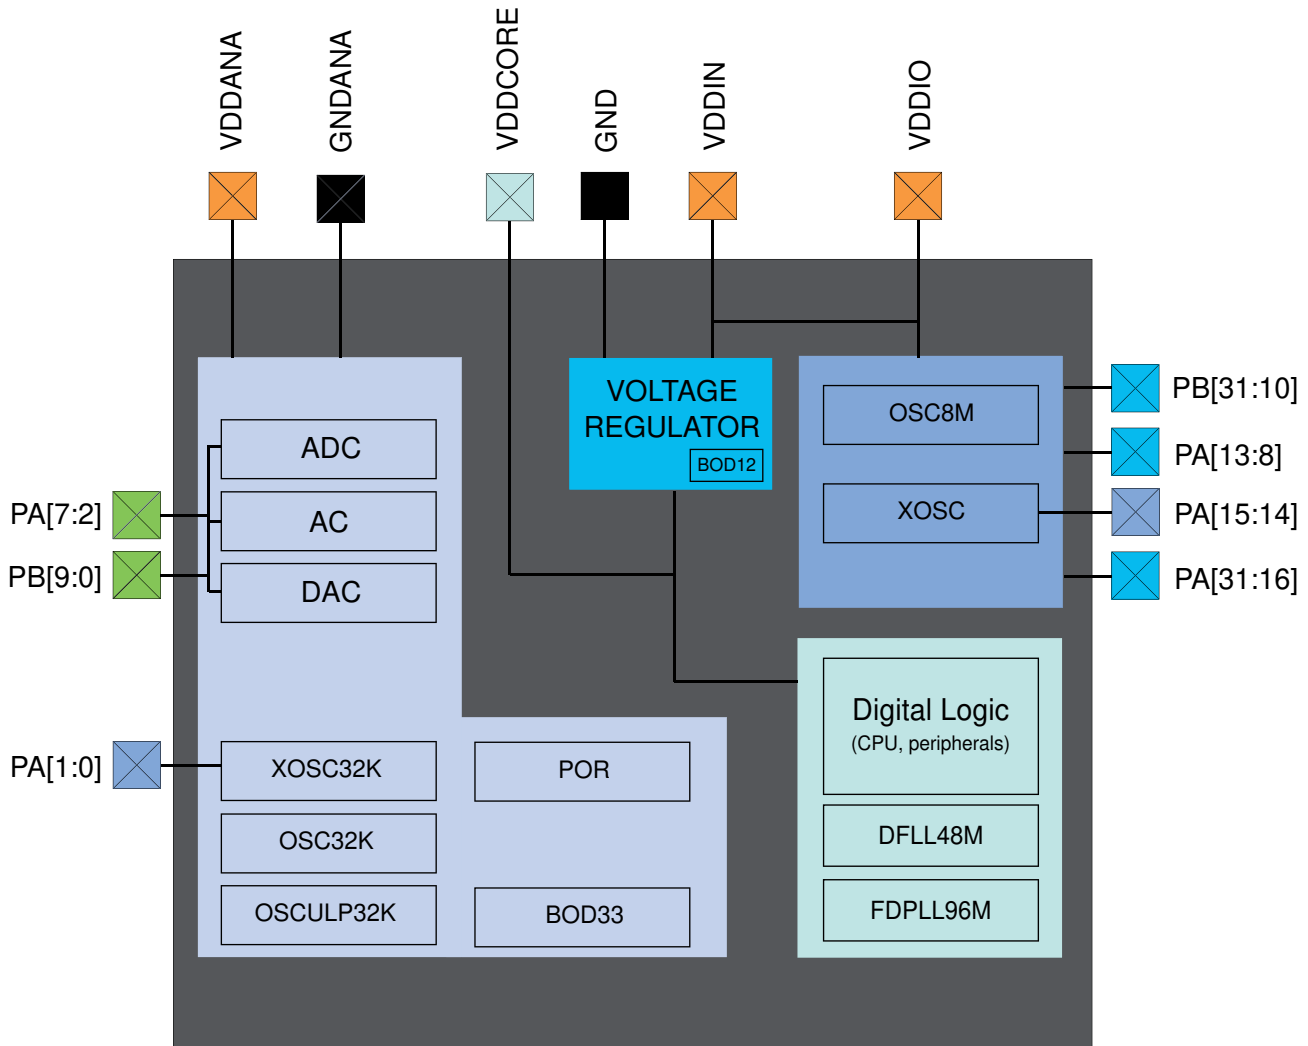 VDDANA
GNDANA
VDDCORE
GND
VDDIN
VDDIO
VOLTAGE
REGULATOR
BOD12
OSC8M
XOSC
PB[31:10]
PA[13:8]
PA[15:14]
PA[31:16]
ADC
AC
DAC
PA[7:2]
PB[9:0]
PA[1:0]
XOSC32K
OSC32K
OSCULP32K
POR
BOD33
Digital Logic
(CPU, peripherals)
DFLL48M
FDPLL96M